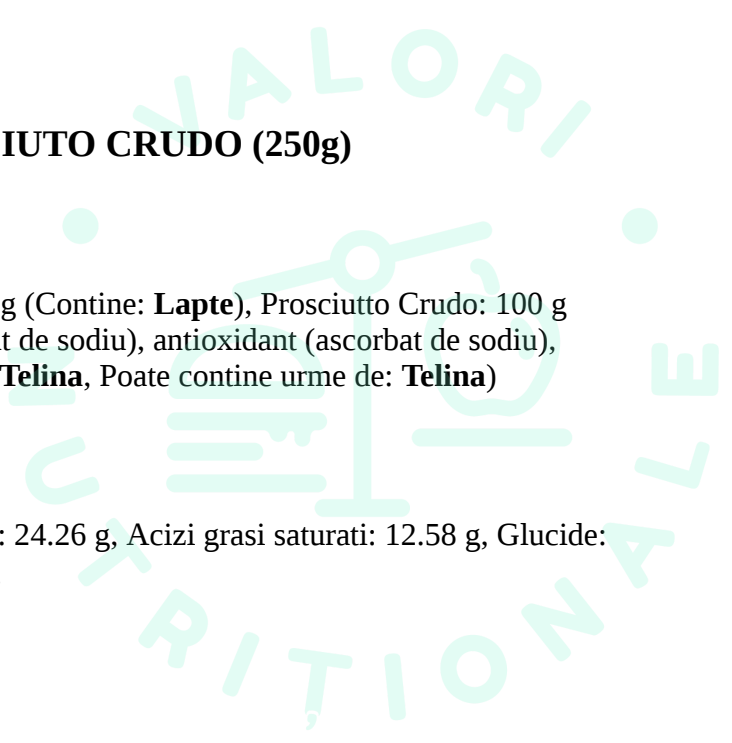 VALORI
IUTO CRUDO (250g)
g (Contine: Lapte), Prosciutto Crudo: 100 g
t de sodiu), antioxidant (ascorbat de sodiu),
Telina, Poate contine urme de: Telina)
: 24.26 g, Acizi grasi saturati: 12.58 g, Glucide:
NUTRITIONALE